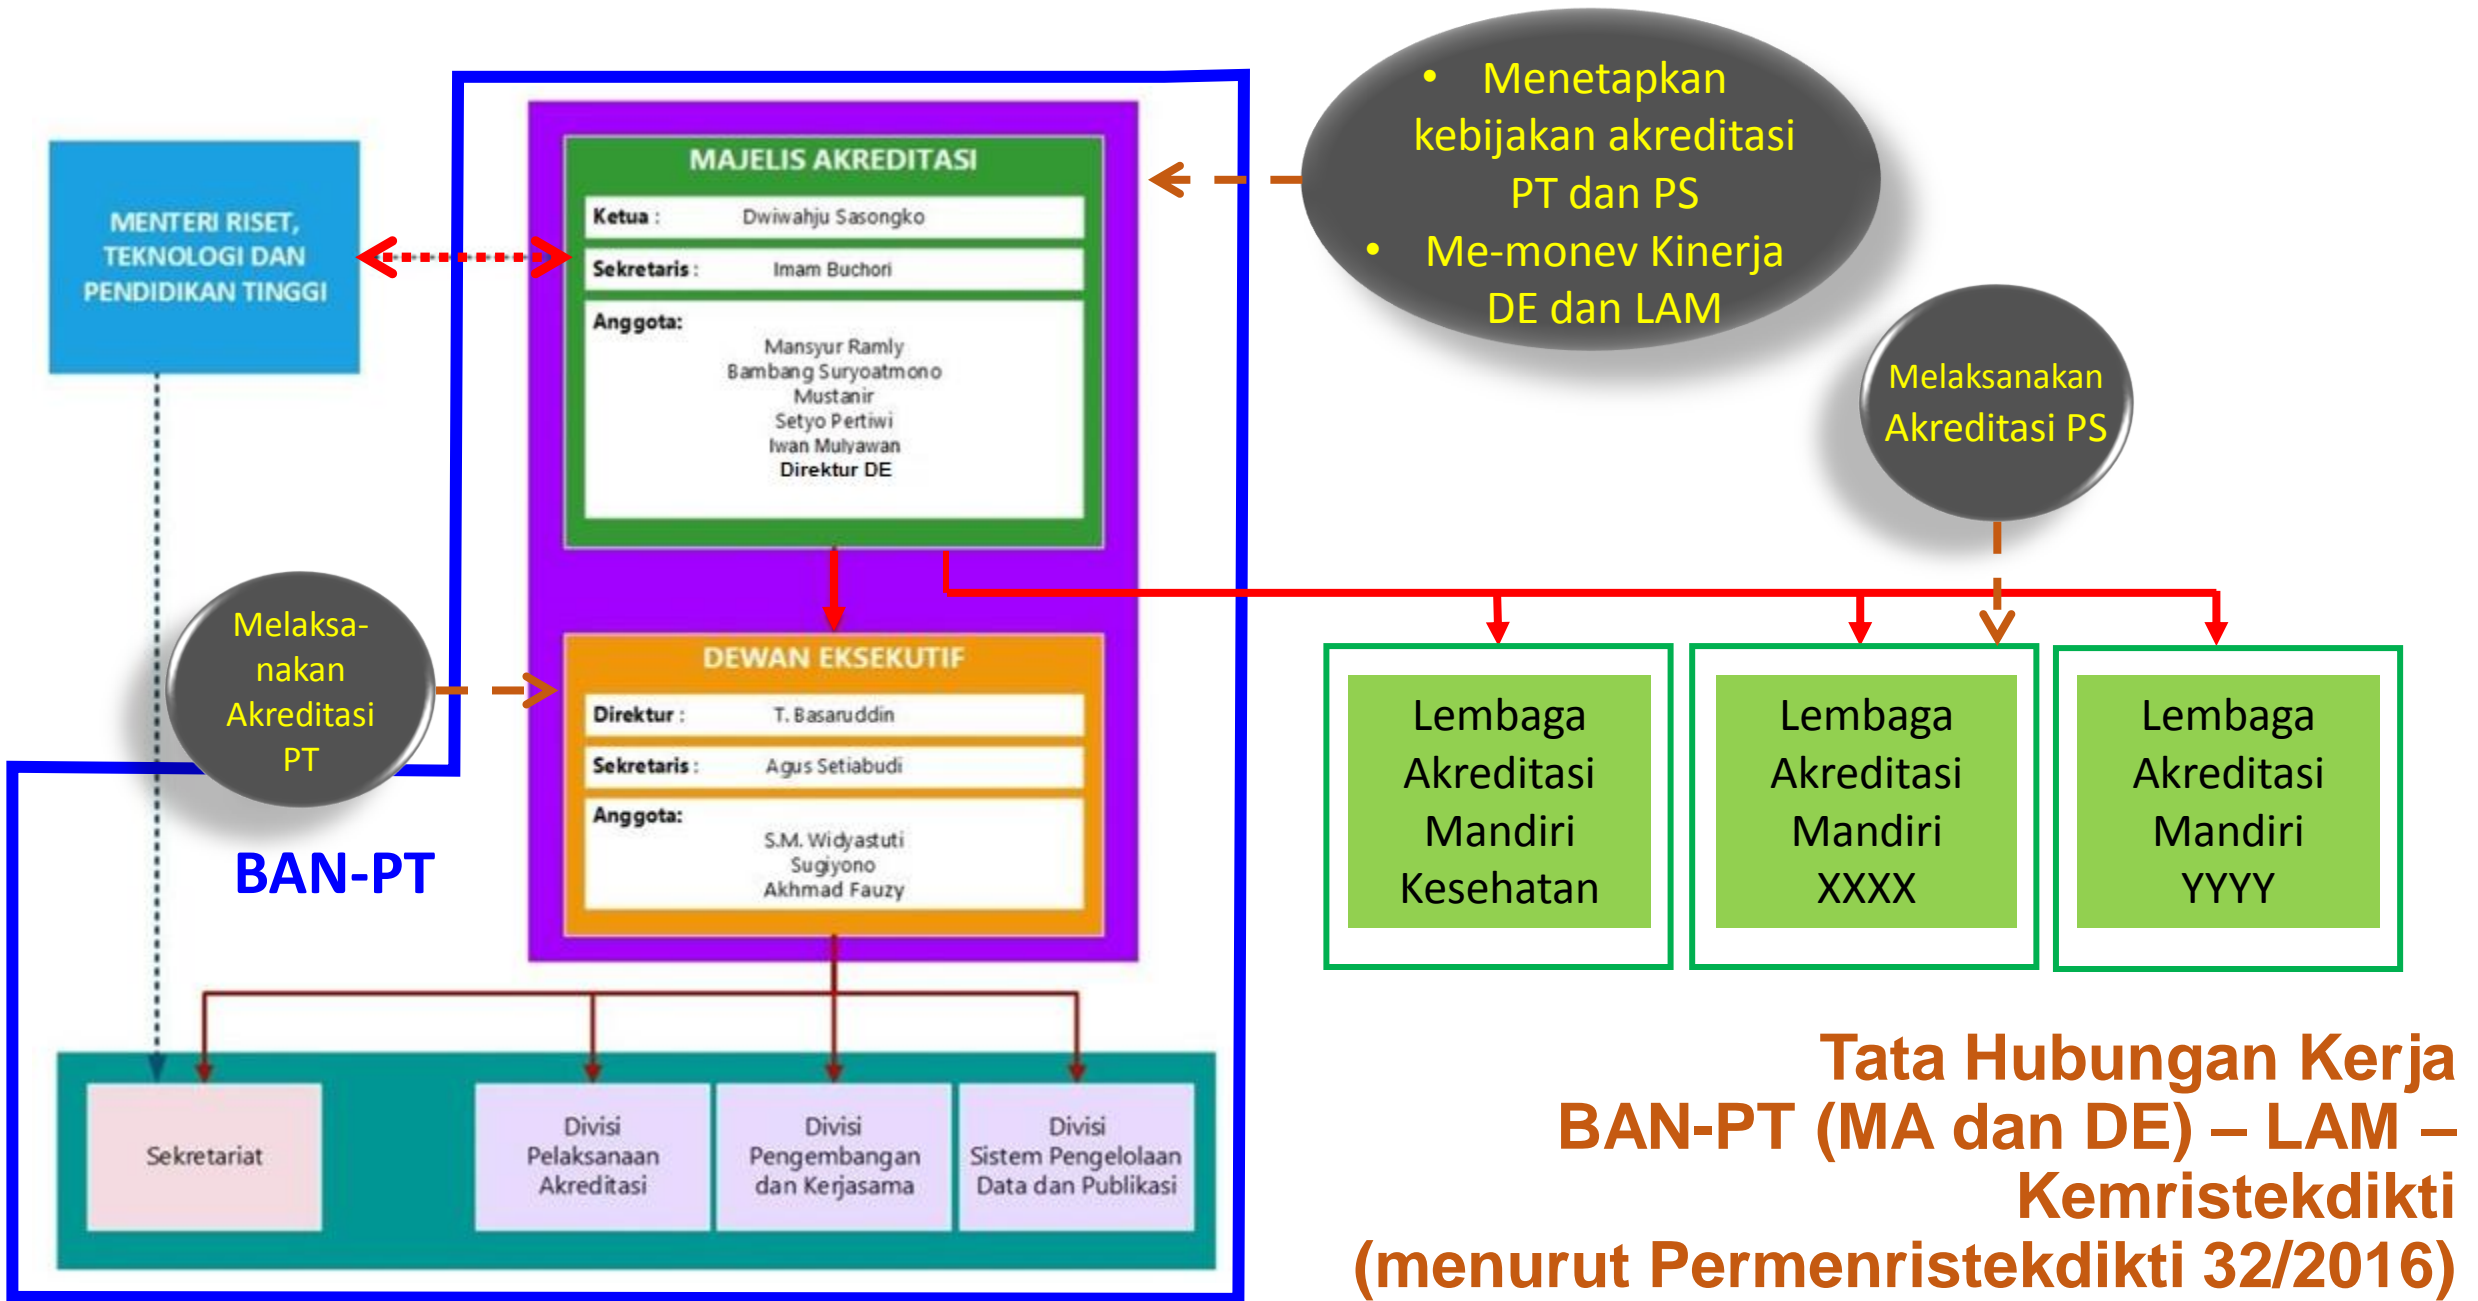 MENTERI RISET,
TEKNOLOGI DAN
PENDIDIKAN TINGGI
MAJELIS AKREDITASI
Ketua : Dwiwahju Sasongko
Sekretaris : Imam Buchori
Anggota:
Mansyur Ramly
Bambang Suryoatmono
Mustanir
Setyo Pertiwi
Iwan Mulyawan
Direktur DE
• Menetapkan
kebijakan akreditasi
PT dan PS
• Me-monev Kinerja
DE dan LAM
Melaksanakan
Akreditasi PS
Melaksa-
nakan
Akreditasi
PT
DEWAN EKSEKUTIF
Direktur : T. Basaruddin
Sekretaris : Agus Setiabudi
Anggota:
S.M. Widyastuti
Sugiyono
Akhmad Fauzy
BAN-PT
Lembaga
Akreditasi
Mandiri
Kesehatan
Lembaga
Akreditasi
Mandiri
XXXX
Lembaga
Akreditasi
Mandiri
YYYY
Sekretariat
Divisi
Pelaksanaan
Akreditasi
Divisi
Pengembangan
dan Kerjasama
Divisi
Sistem Pengelolaan
Data dan Publikasi
Tata Hubungan Kerja
BAN-PT (MA dan DE) – LAM –
Kemristekdikti
(menurut Permenristekdikti 32/2016)